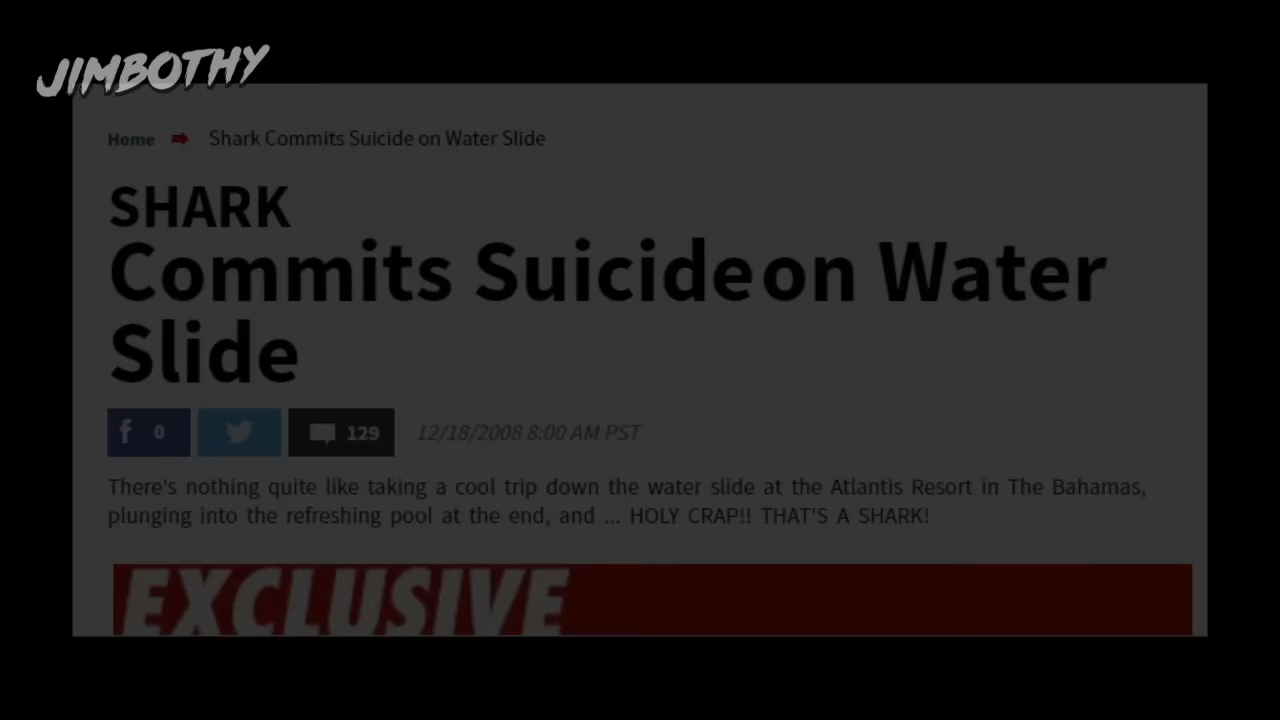 JIMBOTHY
Home Shark Commits Suicide on Water Slide
SHARK
Commits Suicide on Water
Slide
0 129 12/18/2008 8:00 AM PST
There's nothing quite like taking a cool trip down the water slide at the Atlantis Resort in The Bahamas,
plunging into the refreshing pool at the end, and ... HOLY CRAP!! THAT'S A SHARK!
EXCLUSIVE